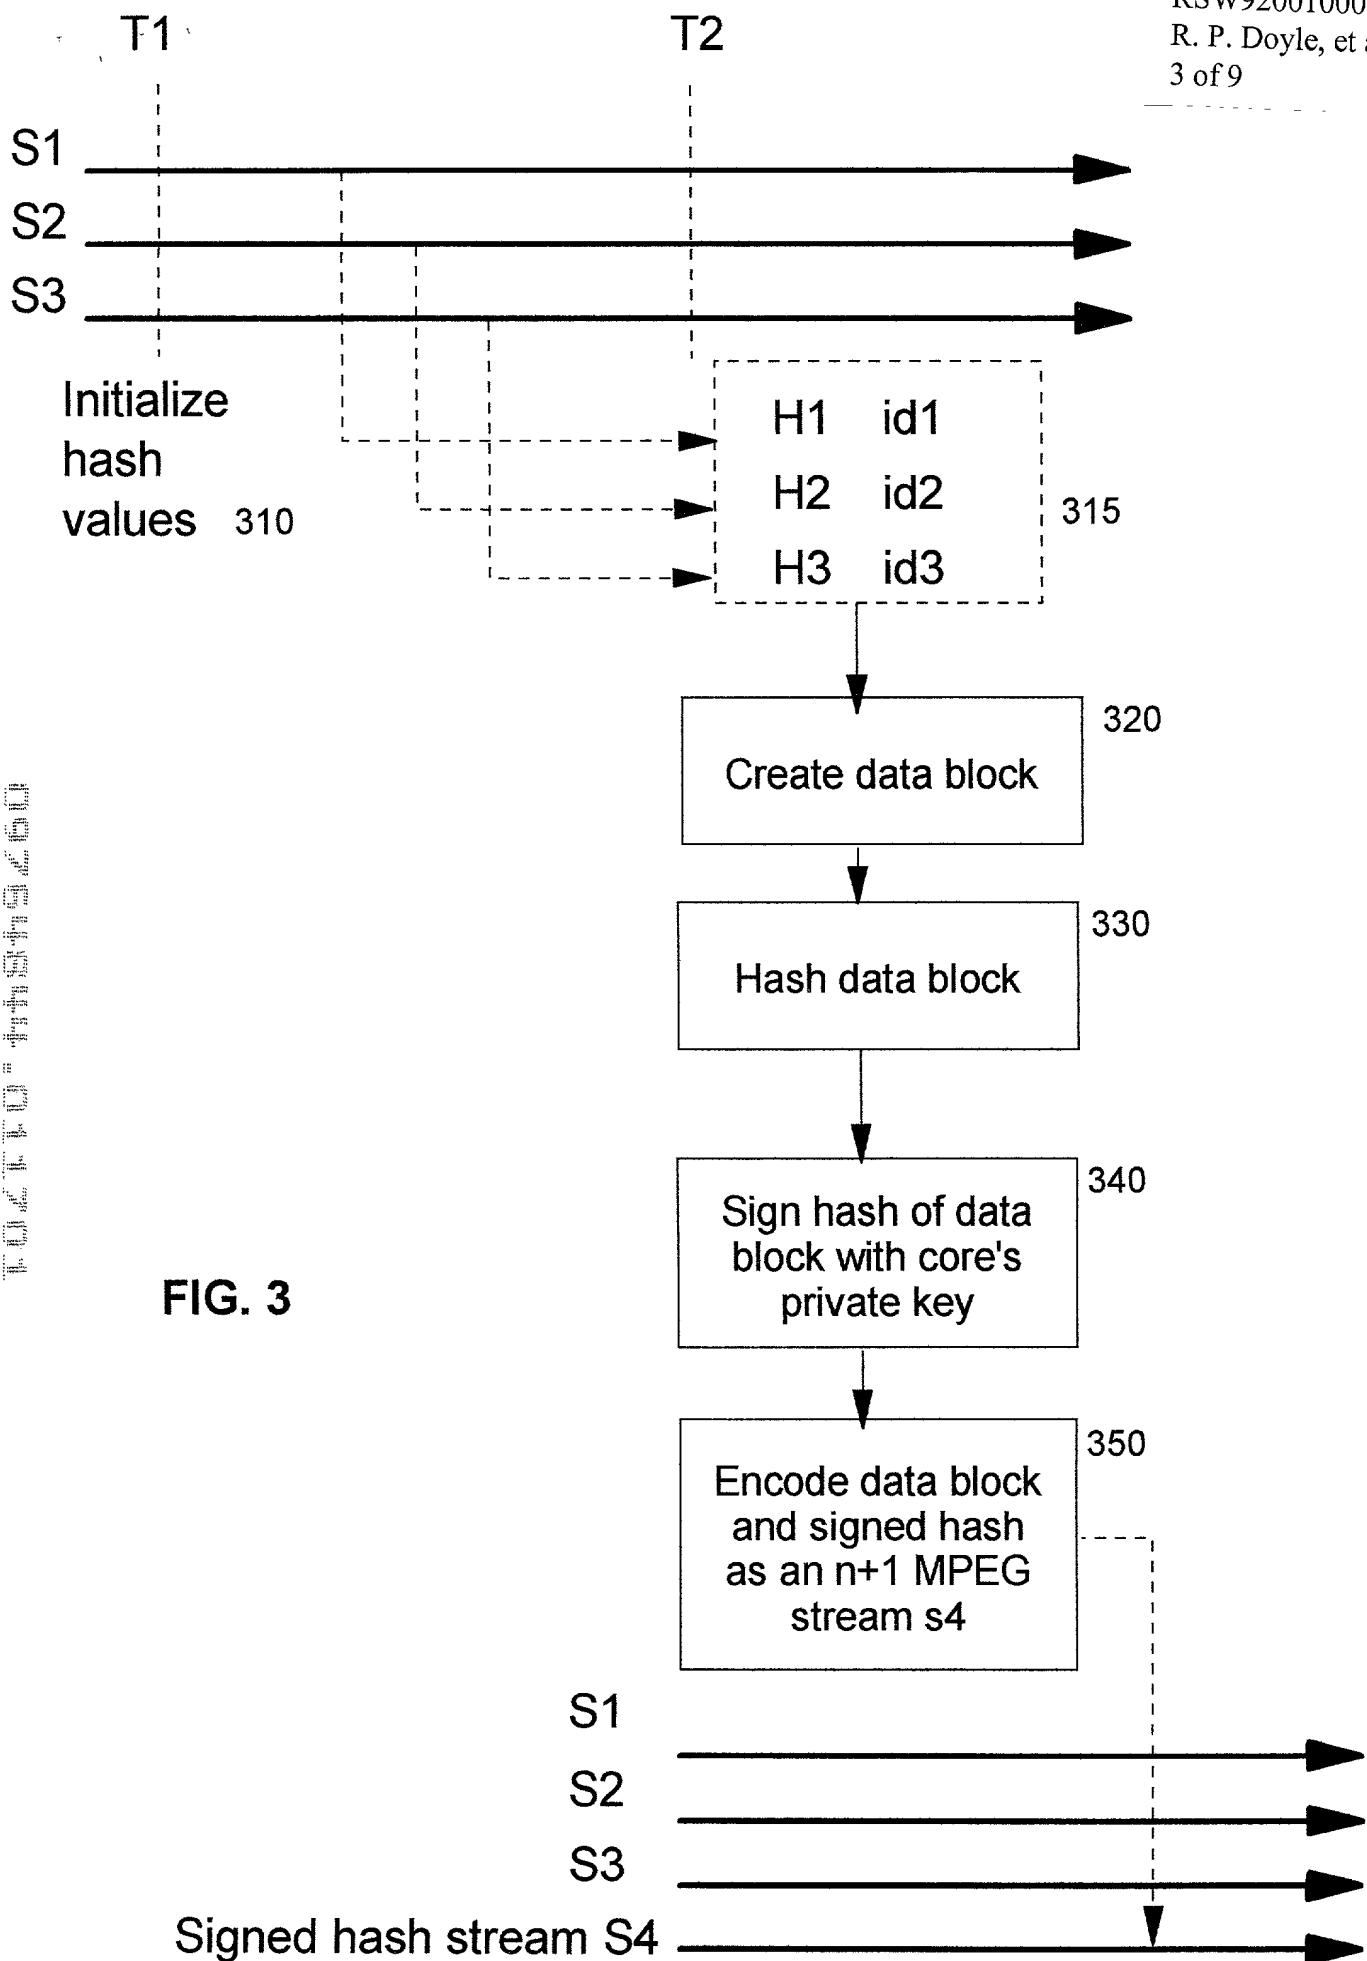 RSW92001000
R. P. Doyle, et a
3 of 9
T1
T2
S1
S2
S3
Initialize
hash
values 310
H1 id1
H2 id2
H3 id3
315
320
Create data block
330
Hash data block
340
Sign hash of data
block with core's
private key
FIG. 3
350
Encode data block
and signed hash
as an n+1 MPEG
stream s4
S1
S2
S3
Signed hash stream S4